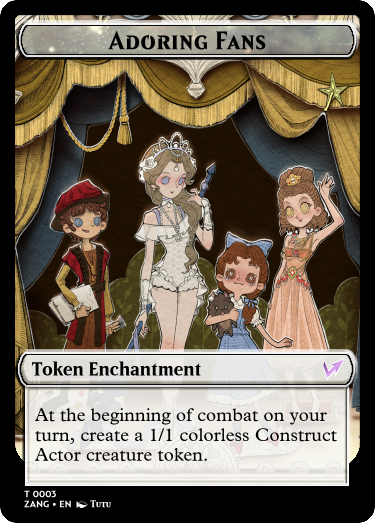 Adoring Fans
Token Enchantment
At the beginning of combat on your
turn, create a 1/1 colorless Construct
Actor creature token.
T 0003
ZANG • EN Tutu